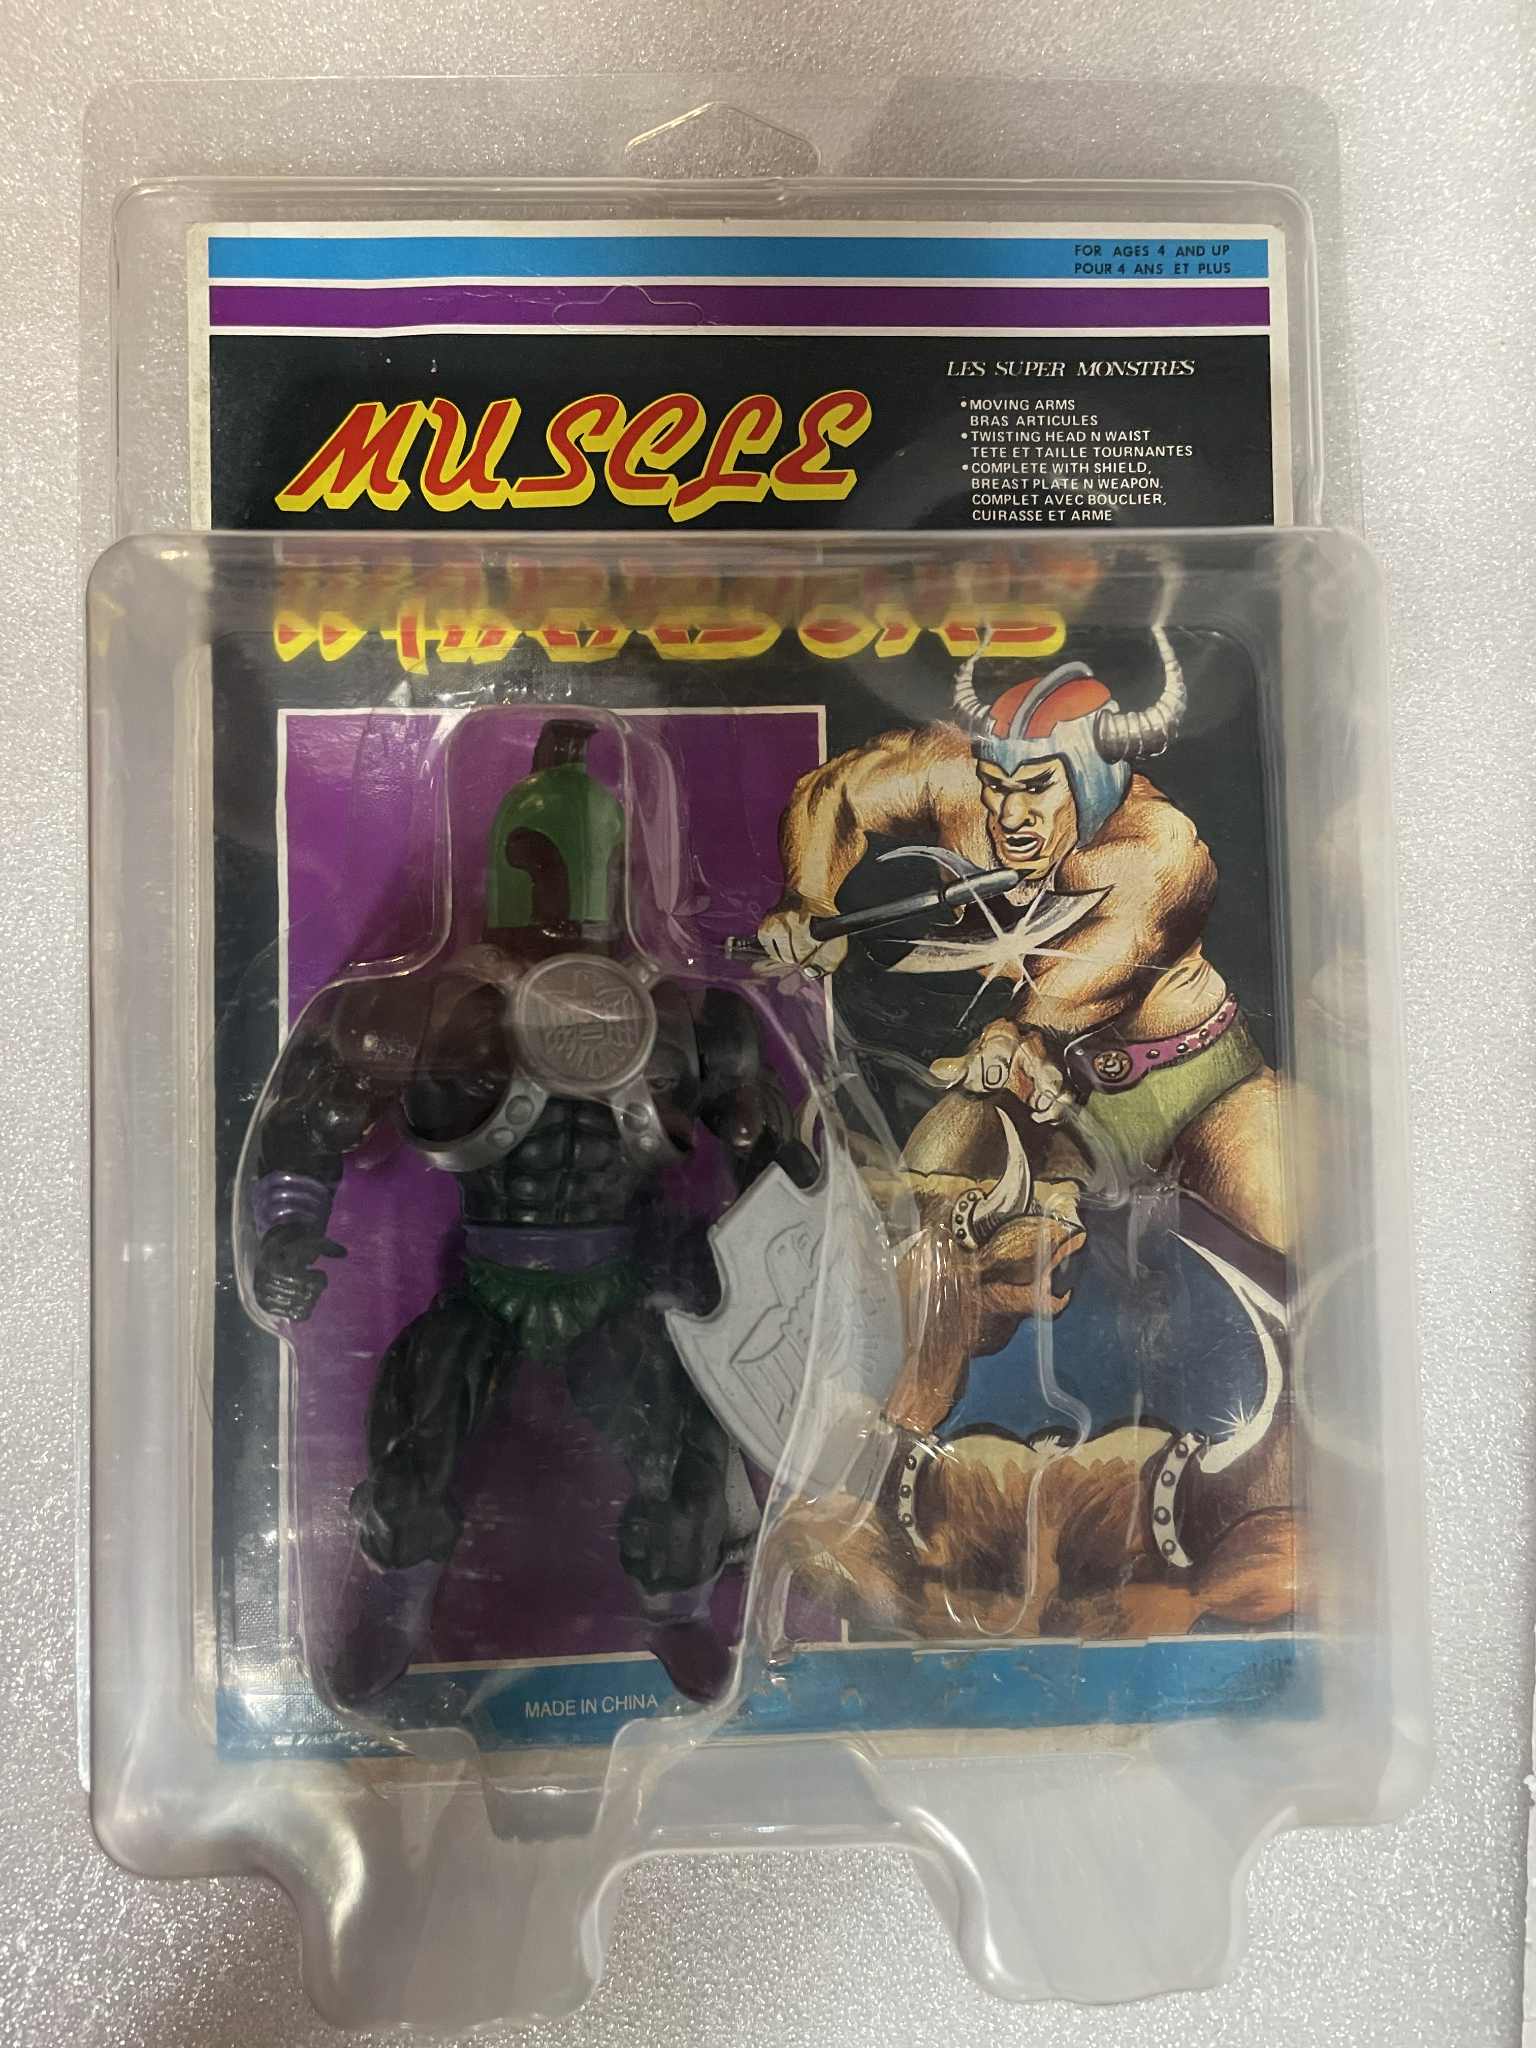 FOR AGES 4 AND UP
POUR 4 ANS ET PLUS
MUSCLE
WARRIORS
LES SUPER MONSTRES
•MOVING ARMS
BRAS ARTICULES
•TWISTING HEAD N WAIST
TETE ET TAILLE TOURNANTES
•COMPLETE WITH SHIELD,
BREAST PLATE N WEAPON.
COMPLET AVEC BOUCLIER,
CUIRASSE ET ARME
MADE IN CHINA